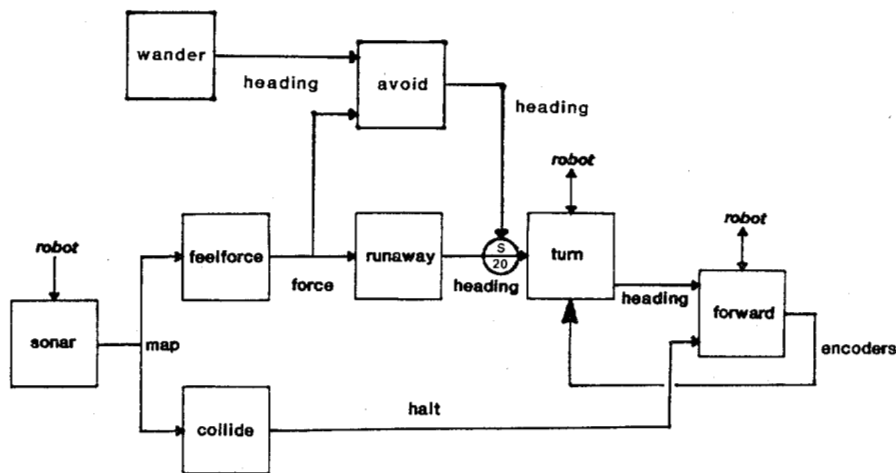 wander
avoid
heading
heading
robot
robot
robot
feelforce
runaway
S
20
turn
force
heading
heading
forward
sonar
map
encoders
halt
collide